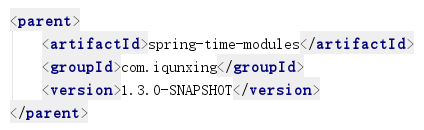 <parent>
<artifactId>spring-time-modules</artifactId>
<groupId>com.iqunxing</groupId>
<version>1.3.0-SNAPSHOT</version>
</parent>